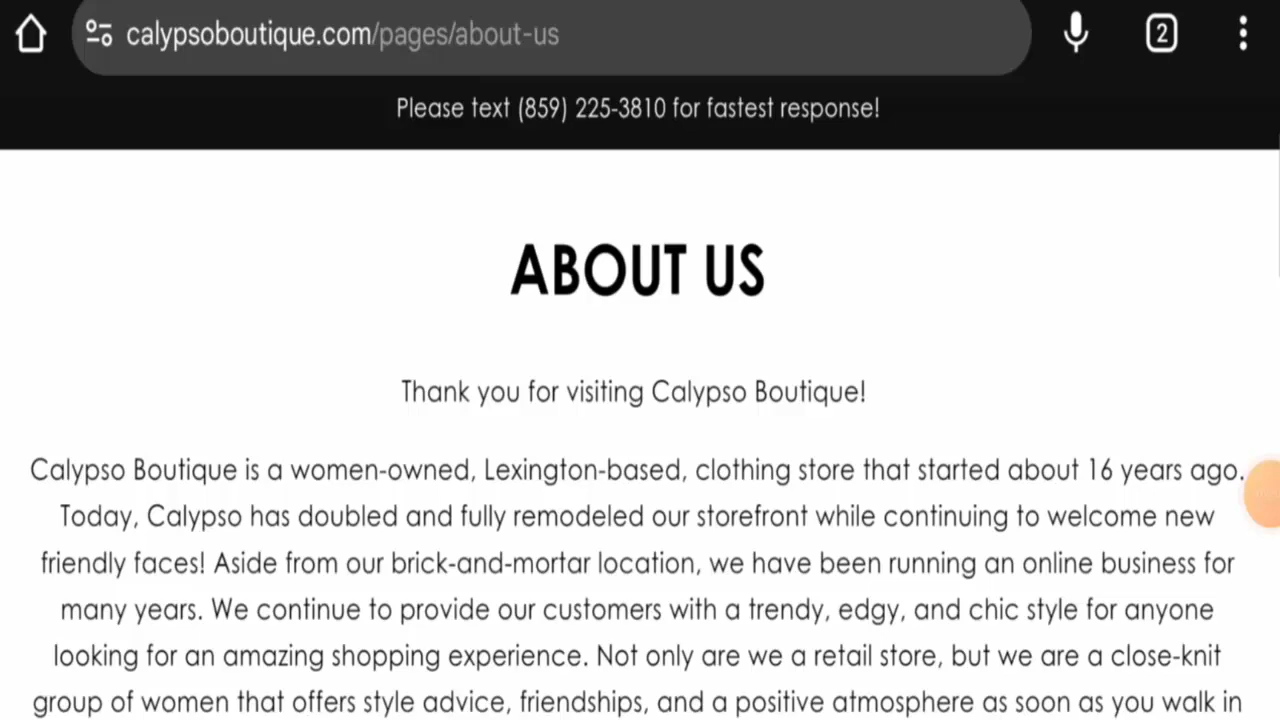 calypsoboutique.com/pages/about-us
2
Please text (859) 225-3810 for fastest response!
ABOUT US
Thank you for visiting Calypso Boutique!
Calypso Boutique is a women-owned, Lexington-based, clothing store that started about 16 years ago.
Today, Calypso has doubled and fully remodeled our storefront while continuing to welcome new
friendly faces! Aside from our brick-and-mortar location, we have been running an online business for
many years. We continue to provide our customers with a trendy, edgy, and chic style for anyone
looking for an amazing shopping experience. Not only are we a retail store, but we are a close-knit
group of women that offers style advice, friendships, and a positive atmosphere as soon as you walk in